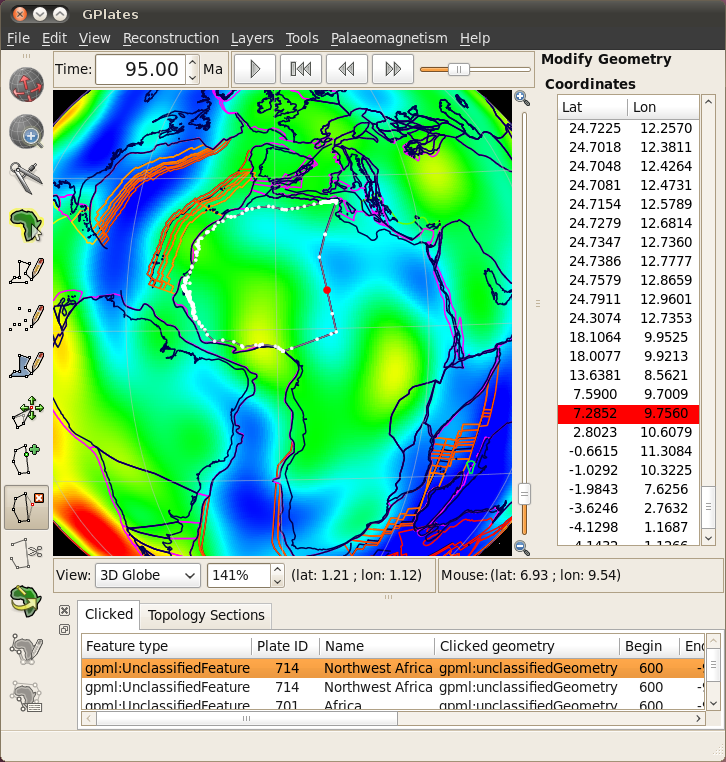 GPlates
File Edit View Reconstruction Layers Tools Palaeomagnetism Help
Time: 95.00 Ma
Modify Geometry
Coordinates
Lat Lon
24.7225 12.2570
24.7018 12.3811
24.7048 12.4264
24.7081 12.4731
24.7154 12.5789
24.7279 12.6814
24.7347 12.7360
24.7386 12.7777
24.7579 12.8659
24.7911 12.9601
24.3074 12.7353
18.1064 9.9525
18.0077 9.9213
13.6381 8.5621
7.5900 9.7009
7.2852 9.7560
2.8023 10.6079
-0.6615 11.3084
-1.0292 10.3225
-1.9843 7.6256
-3.6246 2.7632
-4.1298 1.1687
View: 3D Globe 141% (lat: 1.21 ; lon: 1.12) Mouse: (lat: 6.93 ; lon: 9.54)
Clicked Topology Sections
Feature type Plate ID Name Clicked geometry Begin
gpml:UnclassifiedFeature 714 Northwest Africa gpml:unclassifiedGeometry 600
gpml:UnclassifiedFeature 714 Northwest Africa gpml:unclassifiedGeometry 600
gpml:UnclassifiedFeature 701 Africa gpml:unclassifiedGeometry 600